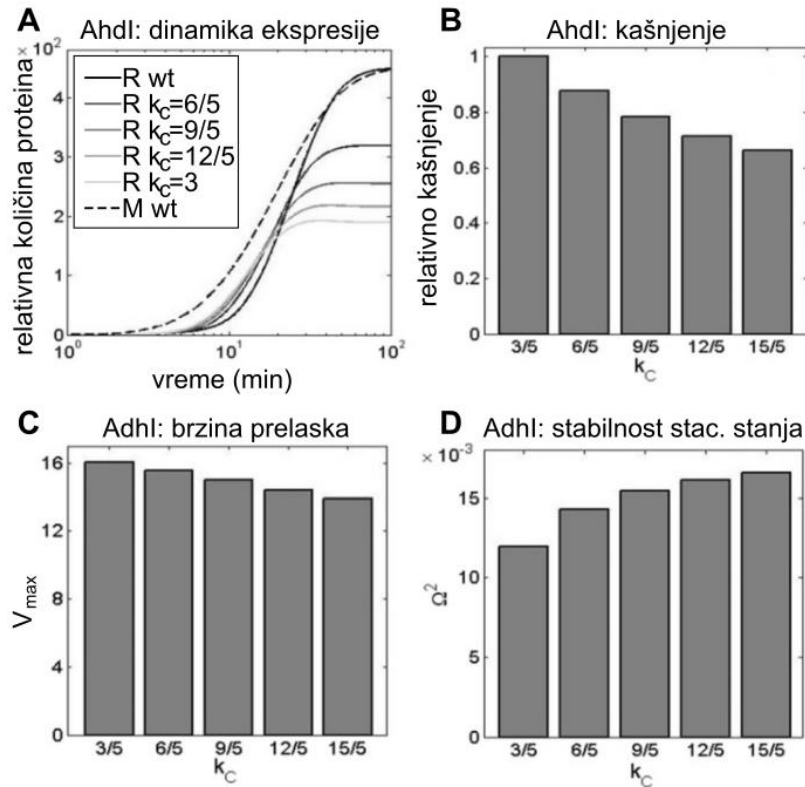 A AhdI: dinamika ekspresije
× 10²
relativna količina proteina
4
3
2
1
0
R wt
R kc=6/5
R kc=9/5
R kc=12/5
R kc=3
M wt
10⁰ 10¹ 10²
vreme (min)
B AhdI: kašnjenje
relativno kašnjenje
1
0.8
0.6
0.4
0.2
0
3/5 6/5 9/5 12/5 15/5
kC
C AdhI: brzina prelaska
Vmax
16
14
12
8
4
0
3/5 6/5 9/5 12/5 15/5
kC
D AdhI: stabilnost stac. stanja
× 10⁻³
Ω²
15
10
5
0
3/5 6/5 9/5 12/5 15/5
kC